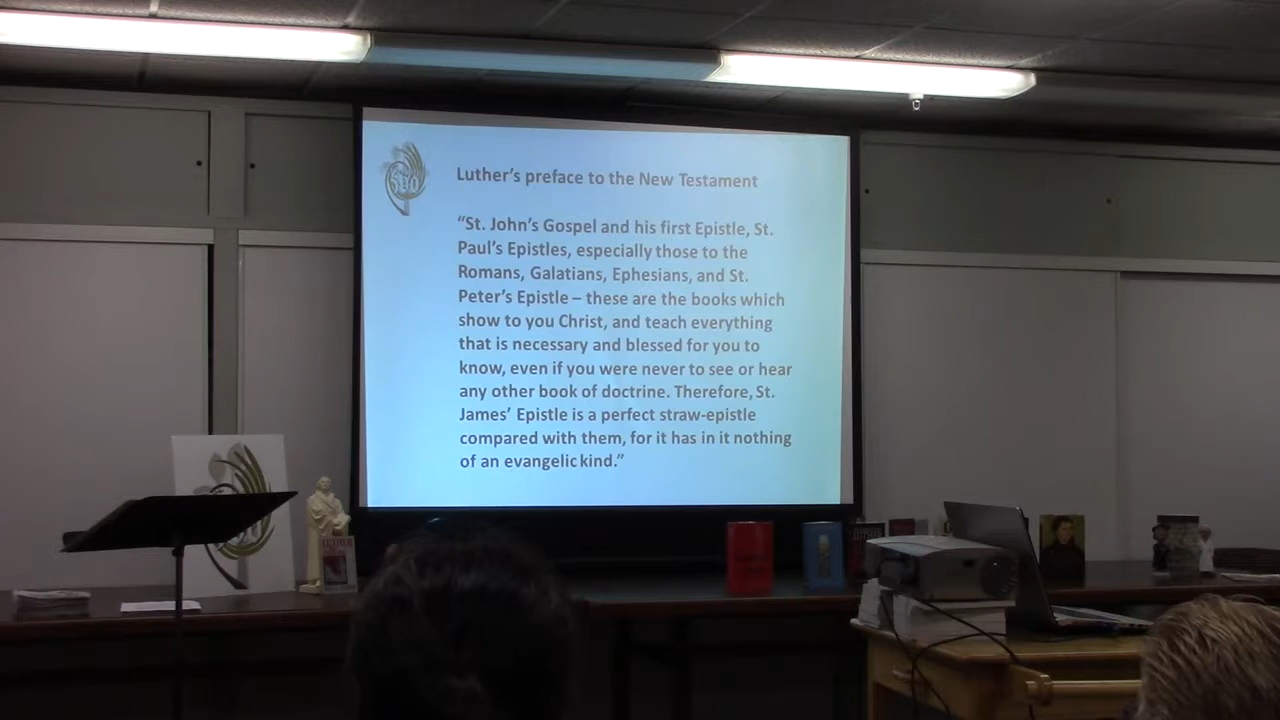 Luther's preface to the New Testament
“St. John's Gospel and his first Epistle, St.
Paul's Epistles, especially those to the
Romans, Galatians, Ephesians, and St.
Peter's Epistle – these are the books which
show to you Christ, and teach everything
that is necessary and blessed for you to
know, even if you were never to see or hear
any other book of doctrine. Therefore, St.
James' Epistle is a perfect straw-epistle
compared with them, for it has in it nothing
of an evangelic kind.”
LUTHER